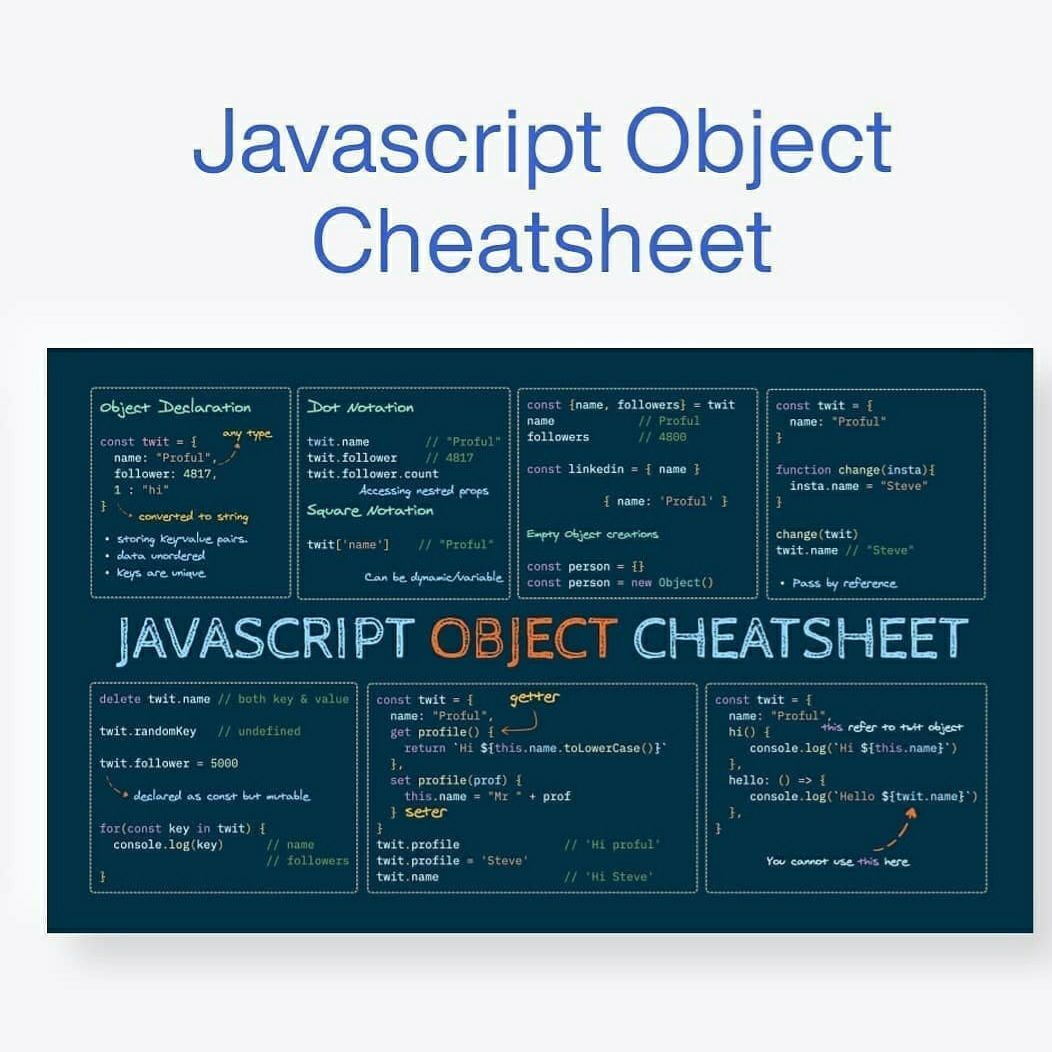 Javascript Object
Cheatsheet
Object Declaration
any type
const twit = {
name: "Proful",
follower: 4817,
1 : "hi"
}
converted to string
• storing key-value pairs.
• data unordered
• Keys are unique
Dot Notation
twit.name // "Proful"
twit.follower // 4817
twit.follower.count
Accessing nested props
Square Notation
twit['name'] // "Proful"
Can be dynamic/variable
const {name, followers} = twit
name // Proful
followers // 4800
const linkedin = { name }
{ name: 'Proful' }
Empty Object creations
const person = {}
const person = new Object()
const twit = {
name: "Proful"
}
function change(insta){
insta.name = "Steve"
}
change(twit)
twit.name // "Steve"
• Pass by reference
JAVASCRIPT OBJECT CHEATSHEET
delete twit.name // both key & value
twit.randomKey // undefined
twit.follower = 5000
declared as const but mutable
for(const key in twit) {
console.log(key) // name
// followers
}
const twit = {
getter
name: "Proful",
get profile() {
return `Hi ${this.name.toLowerCase()}`
},
set profile(prof) {
this.name = "Mr " + prof
} seter
}
twit.profile // 'Hi proful'
twit.profile = 'Steve'
twit.name // 'Hi Steve'
const twit = {
name: "Proful",
this refer to twit object
hi() {
console.log(`Hi ${this.name}`)
},
hello: () => {
console.log(`Hello ${twit.name}`)
},
}
You cannot use this here